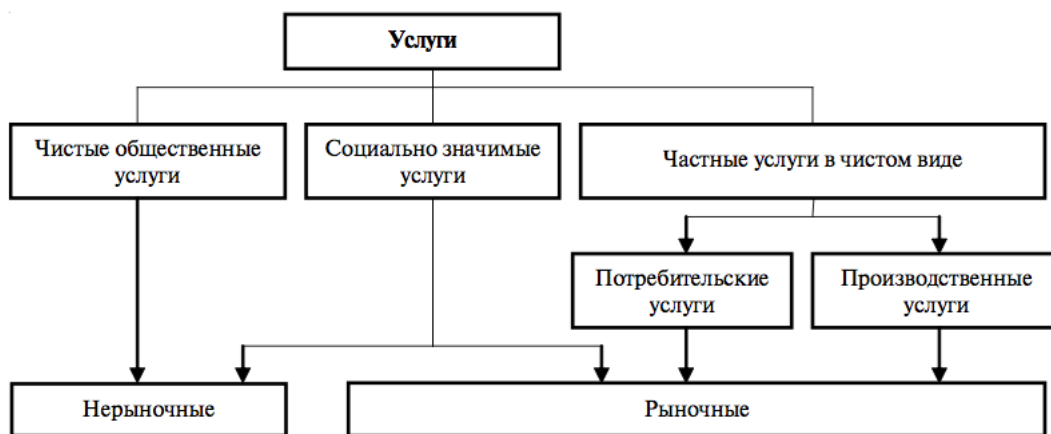 Услуги
Чистые общественные
услуги
Социально значимые
услуги
Частные услуги в чистом виде
Потребительские
услуги
Производственные
услуги
Нерыночные
Рыночные